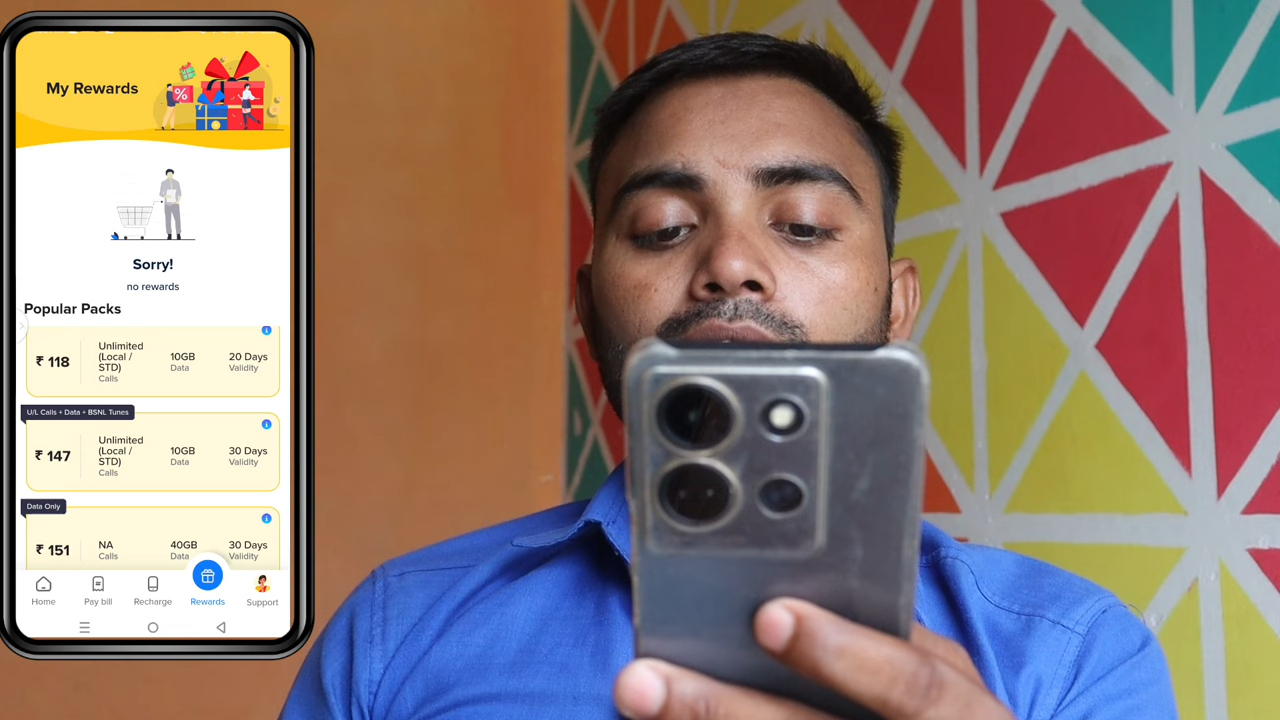 My Rewards
%
Sorry!
no rewards
Popular Packs
₹ 118
Unlimited
(Local /
STD)
Calls
10GB
Data
20 Days
Validity
U/L Calls + Data + BSNL Tunes
₹ 147
Unlimited
(Local /
STD)
Calls
10GB
Data
30 Days
Validity
Data Only
₹ 151
NA
Calls
40GB
Data
30 Days
Validity
Home
Pay bill
Recharge
Rewards
Support